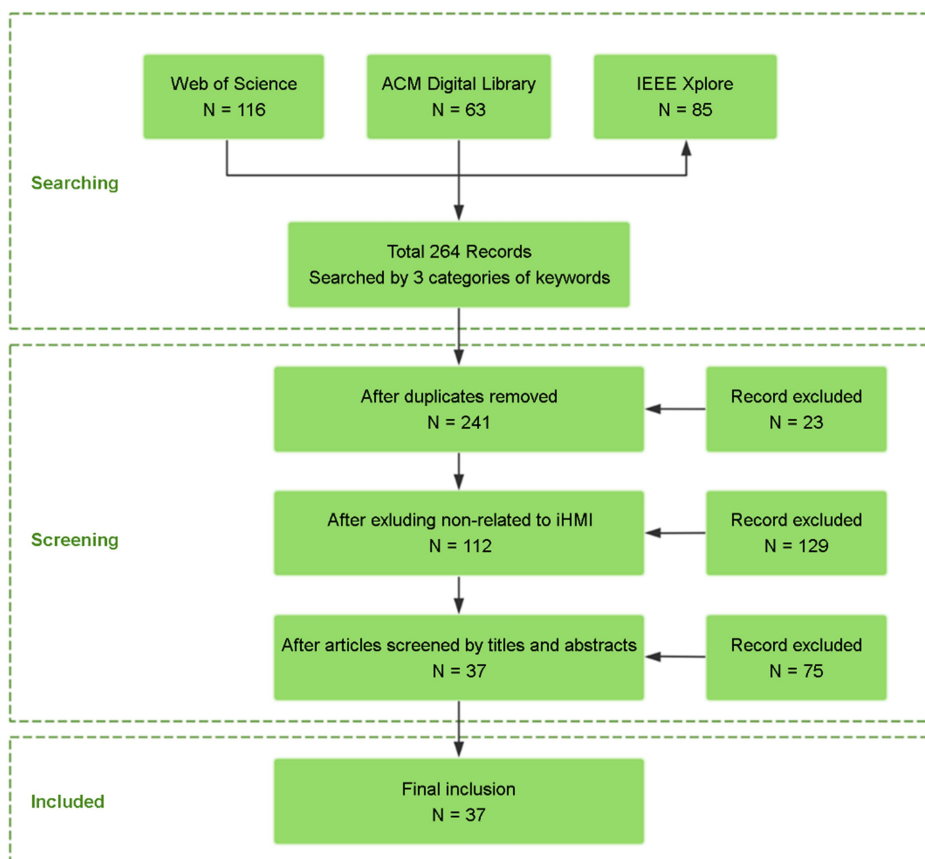 Web of Science
N = 116
ACM Digital Library
N = 63
IEEE Xplore
N = 85
Searching
Total 264 Records
Searched by 3 categories of keywords
After duplicates removed
N = 241
Record excluded
N = 23
Screening
After exluding non-related to iHMI
N = 112
Record excluded
N = 129
After articles screened by titles and abstracts
N = 37
Record excluded
N = 75
Included
Final inclusion
N = 37